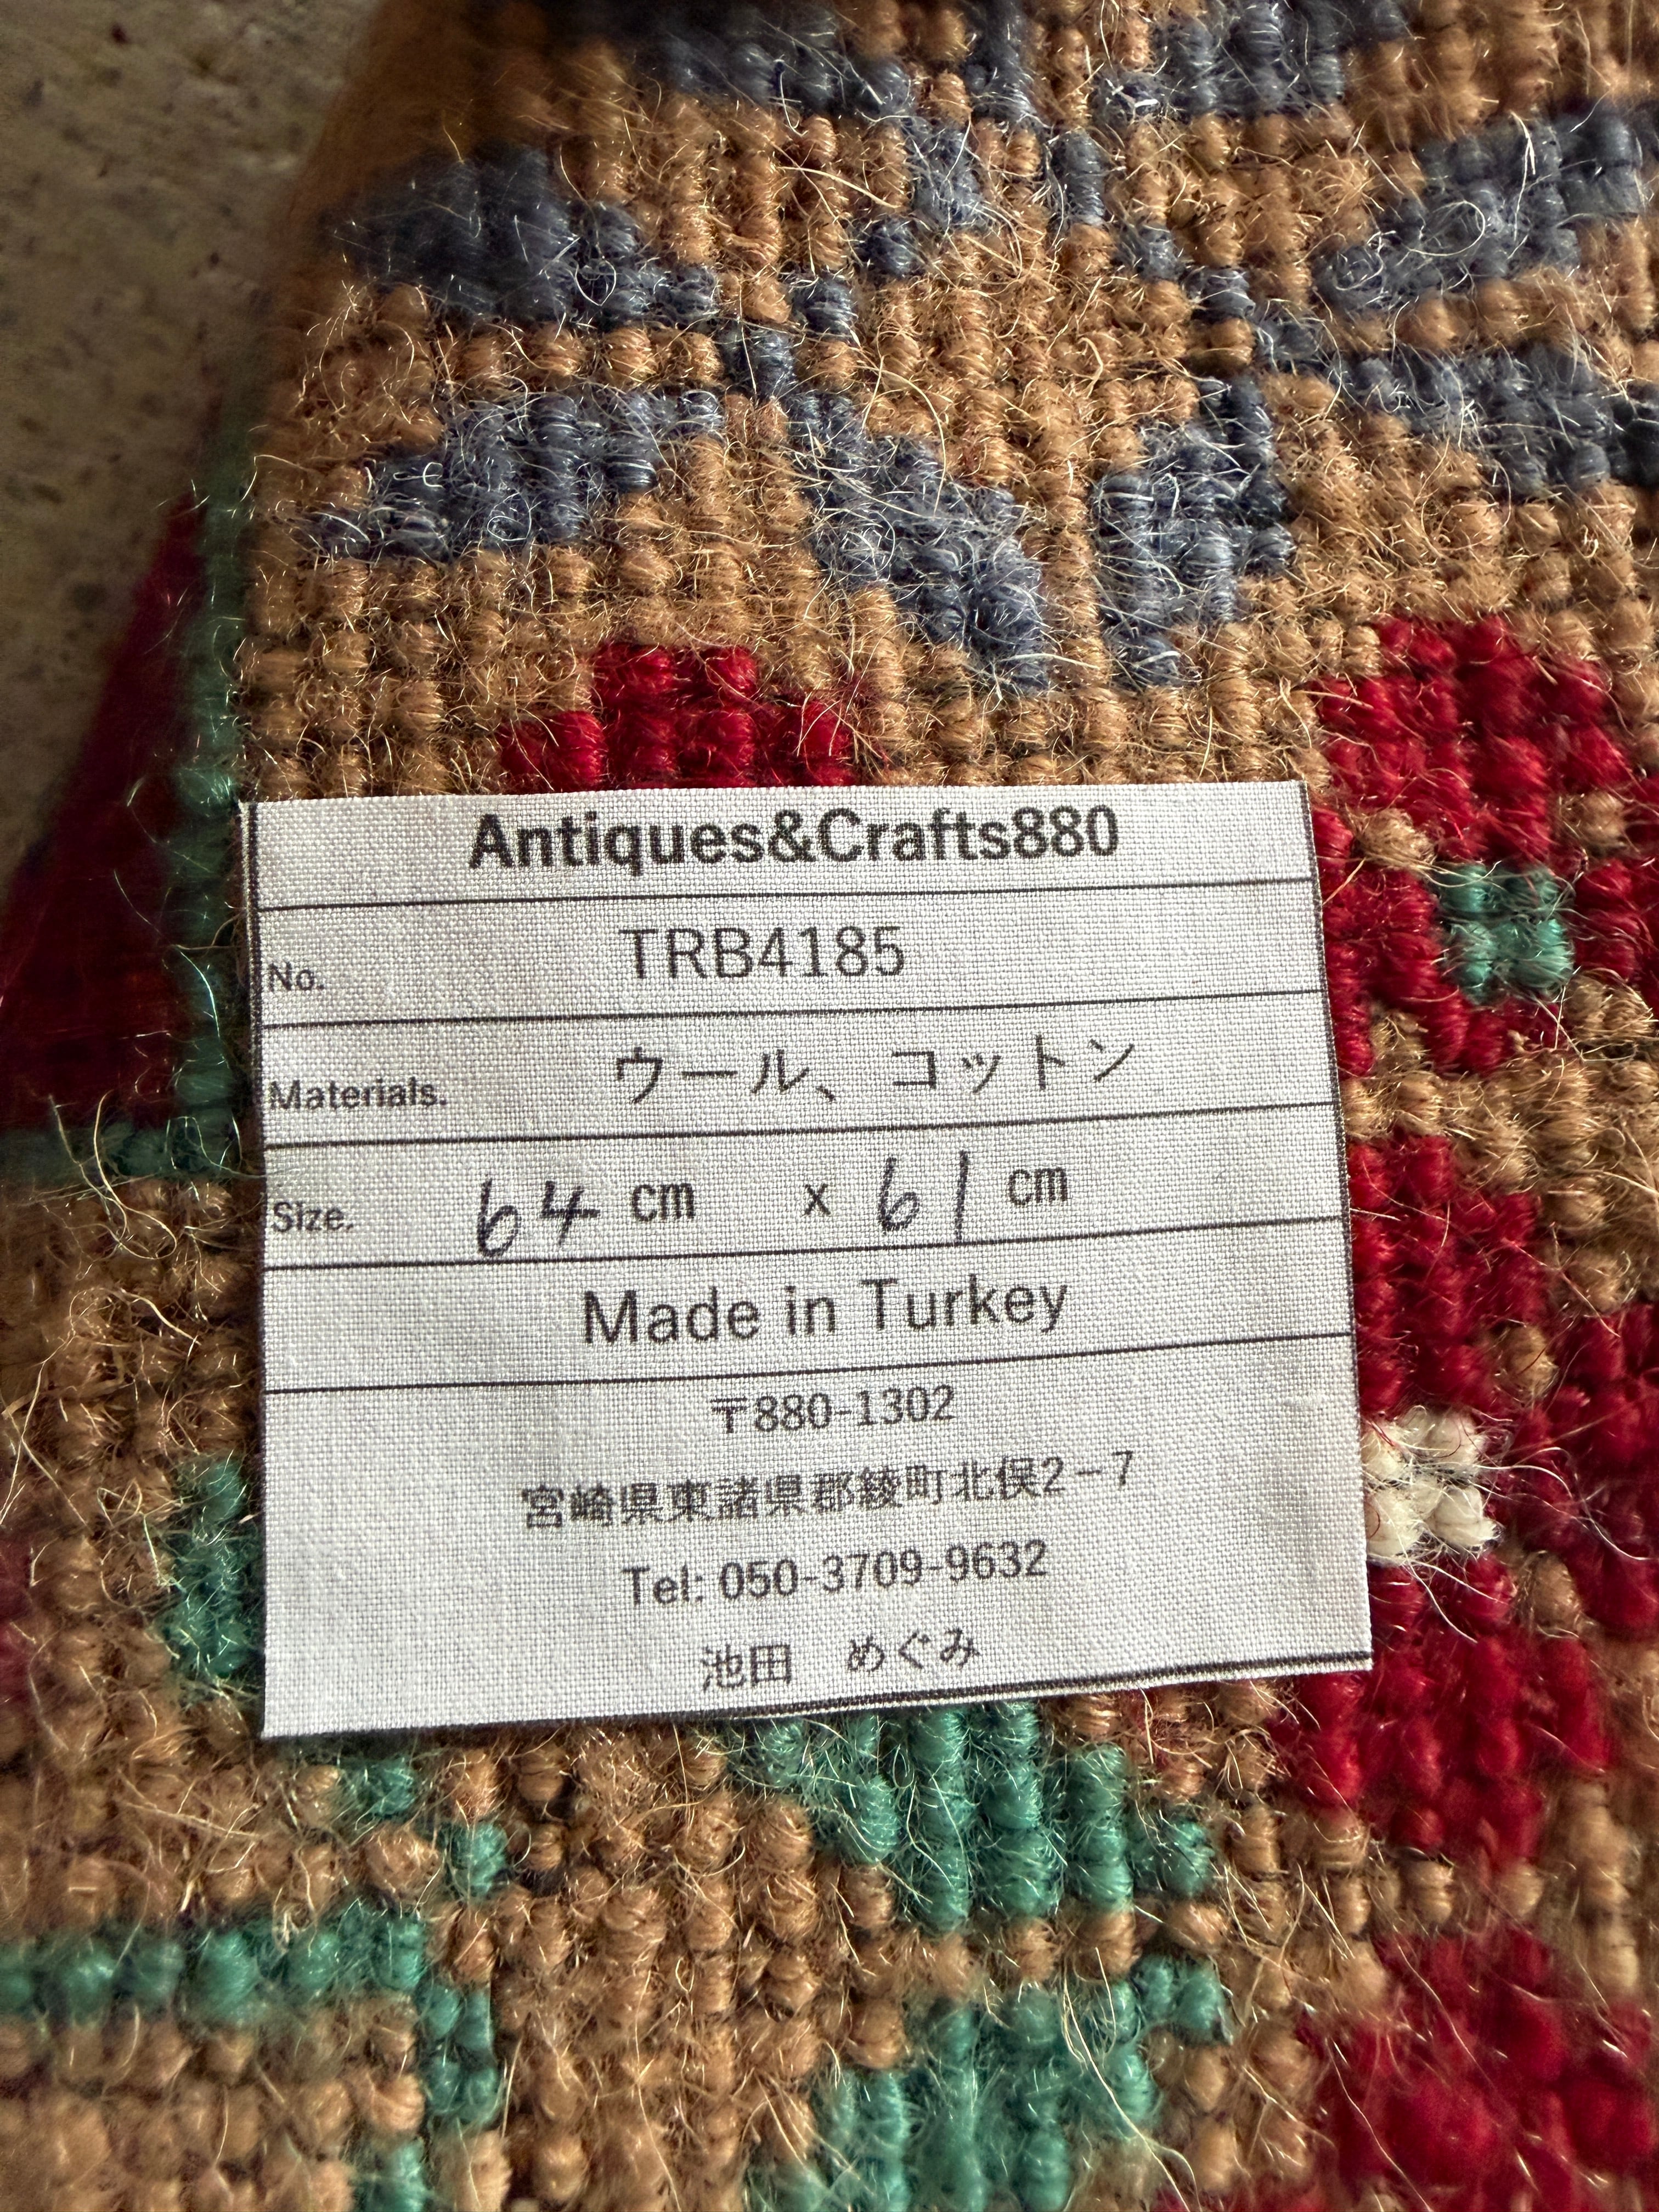 Antiques&Crafts880
No. TRB4185
Materials. ウール、コットン
Size. 64 cm x 61 cm
Made in Turkey
〒880-1302
宮崎県東諸県郡綾町北俣2−7
Tel: 050-3709-9632
池田 めぐみ